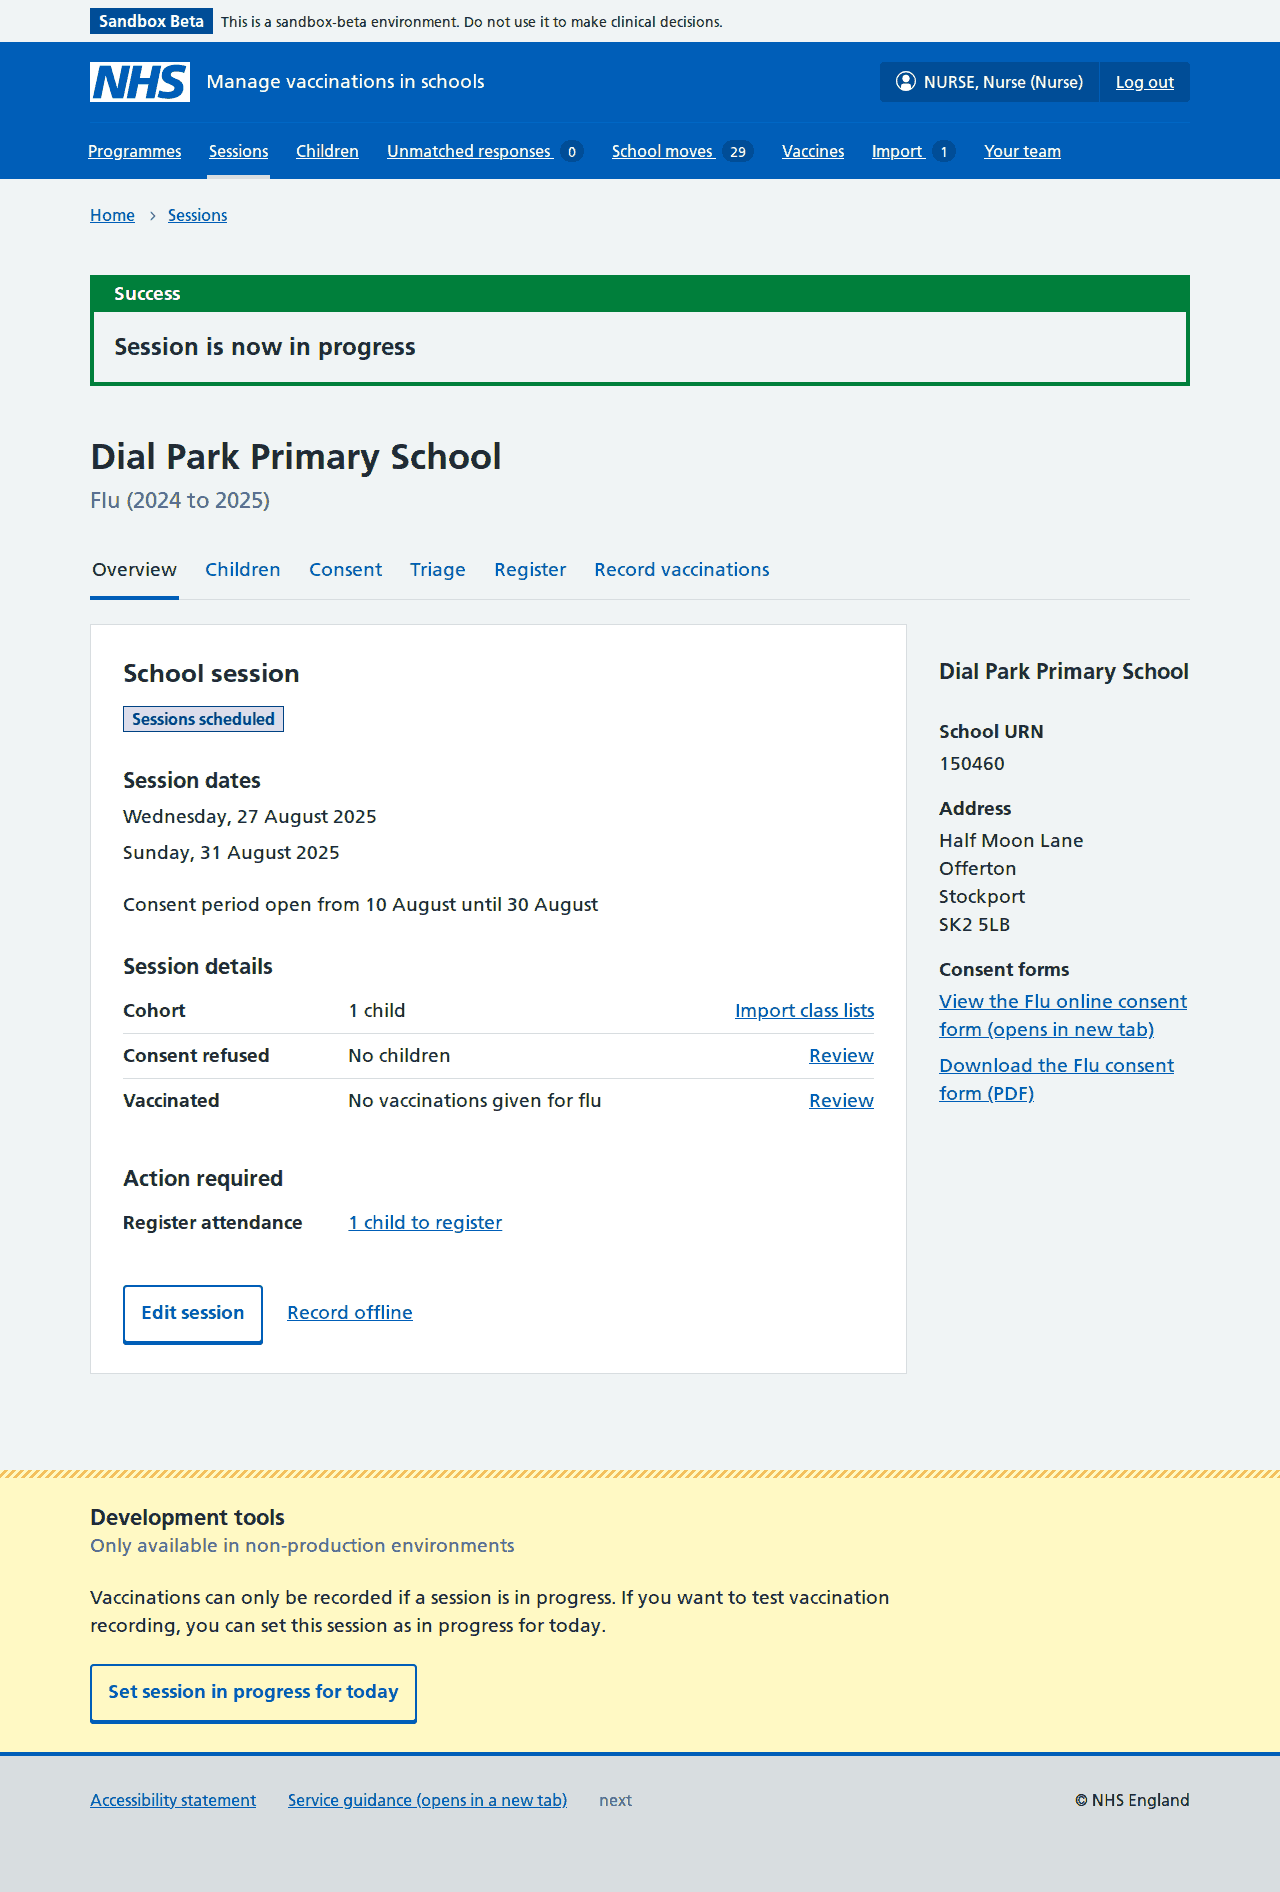 Sandbox Beta This is a sandbox-beta environment. Do not use it to make clinical decisions.
NHS Manage vaccinations in schools NURSE, Nurse (Nurse) Log out
Programmes Sessions Children Unmatched responses 0 School moves 29 Vaccines Import 1 Your team
Home Sessions
Success
Session is now in progress
Dial Park Primary School
Flu (2024 to 2025)
Overview Children Consent Triage Register Record vaccinations
School session
Sessions scheduled
Session dates
Wednesday, 27 August 2025
Sunday, 31 August 2025
Consent period open from 10 August until 30 August
Session details
Cohort 1 child Import class lists
Consent refused No children Review
Vaccinated No vaccinations given for flu Review
Action required
Register attendance 1 child to register
Edit session Record offline
Dial Park Primary School
School URN
150460
Address
Half Moon Lane
Offerton
Stockport
SK2 5LB
Consent forms
View the Flu online consent
form (opens in new tab)
Download the Flu consent
form (PDF)
Development tools
Only available in non-production environments
Vaccinations can only be recorded if a session is in progress. If you want to test vaccination
recording, you can set this session as in progress for today.
Set session in progress for today
Accessibility statement Service guidance (opens in a new tab) next © NHS England